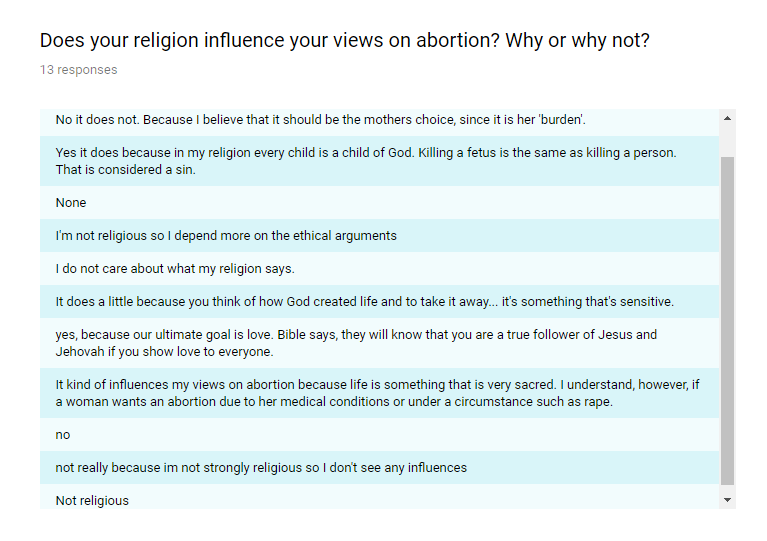 Does your religion influence your views on abortion? Why or why not?
13 responses
No it does not. Because I believe that it should be the mothers choice, since it is her 'burden'.
Yes it does because in my religion every child is a child of God. Killing a fetus is the same as killing a person.
That is considered a sin.
None
I'm not religious so I depend more on the ethical arguments
I do not care about what my religion says.
It does a little because you think of how God created life and to take it away... it's something that's sensitive.
yes, because our ultimate goal is love. Bible says, they will know that you are a true follower of Jesus and
Jehovah if you show love to everyone.
It kind of influences my views on abortion because life is something that is very sacred. I understand, however, if
a woman wants an abortion due to her medical conditions or under a circumstance such as rape.
no
not really because im not strongly religious so I don't see any influences
Not religious